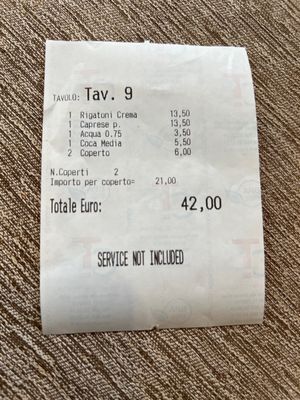 TAVOLO: Tav. 9
1 Rigatoni Crema 13,50
1 Caprese p. 13,50
1 Acqua 0.75 3,50
1 Coca Media 5,50
2 Coperto 6,00
N.Coperti 2
Importo per coperto= 21,00
Totale Euro: 42,00
SERVICE NOT INCLUDED